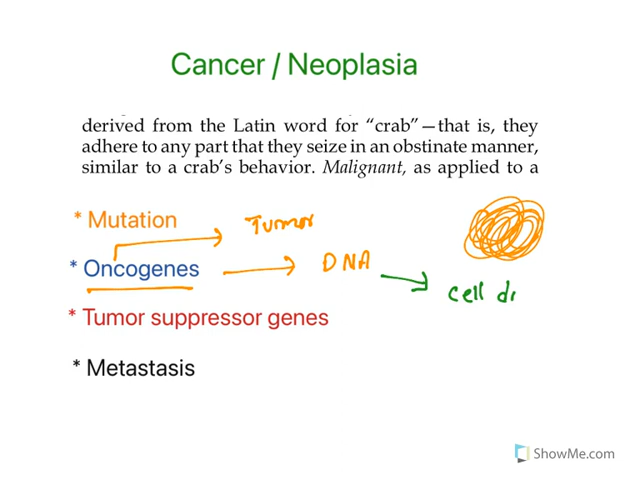 Cancer / Neoplasia
derived from the Latin word for “crab”—that is, they
adhere to any part that they seize in an obstinate manner,
similar to a crab’s behavior. Malignant, as applied to a
* Mutation
Tumor
* Oncogenes
DNA
cell di
* Tumor suppressor genes
* Metastasis
ShowMe.com